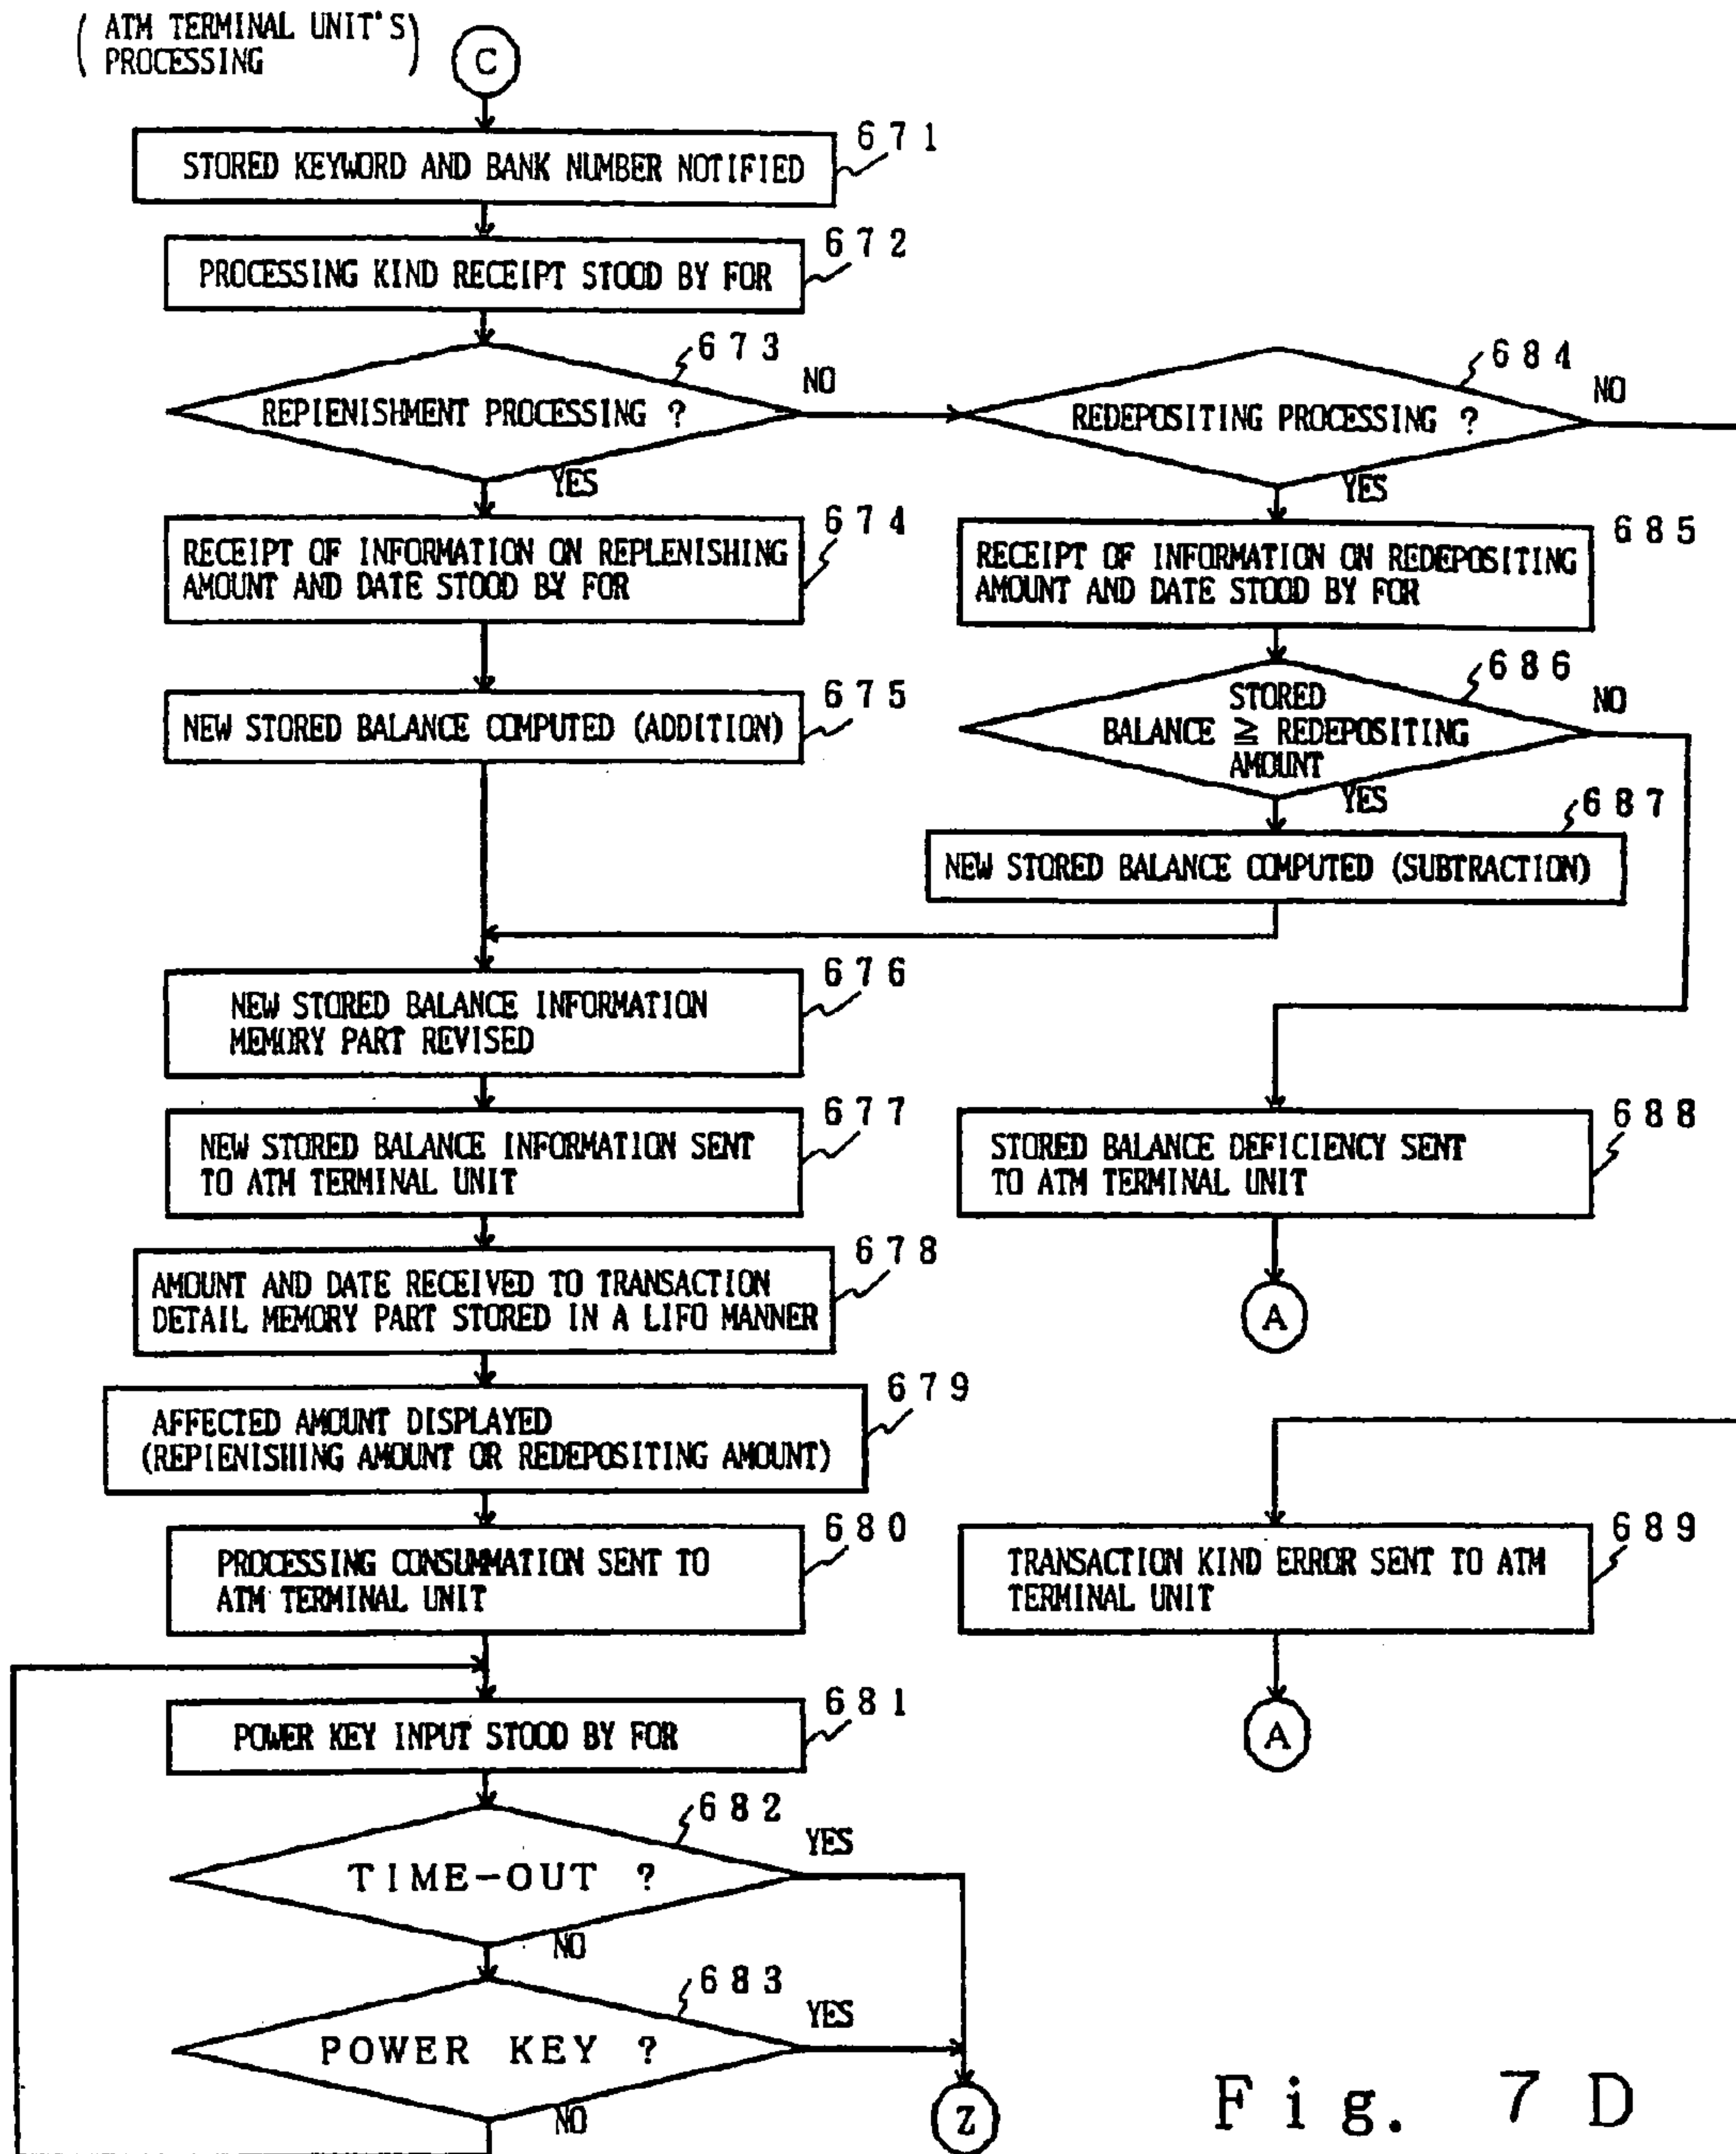 ( ATM TERMINAL UNIT'S )
( PROCESSING )
C
STORED KEYWORD AND BANK NUMBER NOTIFIED
671
PROCESSING KIND RECEIPT STOOD BY FOR
672
REPLENISHMENT PROCESSING ?
673
NO
YES
RECEIPT OF INFORMATION ON REPLENISHING
AMOUNT AND DATE STOOD BY FOR
674
NEW STORED BALANCE COMPUTED (ADDITION)
675
REDEPOSITING PROCESSING ?
684
NO
YES
RECEIPT OF INFORMATION ON REDEPOSITING
AMOUNT AND DATE STOOD BY FOR
685
STORED
BALANCE ≧ REDEPOSITING
AMOUNT
686
NO
YES
NEW STORED BALANCE COMPUTED (SUBTRACTION)
687
NEW STORED BALANCE INFORMATION
MEMORY PART REVISED
676
NEW STORED BALANCE INFORMATION SENT
TO ATM TERMINAL UNIT
677
AMOUNT AND DATE RECEIVED TO TRANSACTION
DETAIL MEMORY PART STORED IN A LIFO MANNER
678
AFFECTED AMOUNT DISPLAYED
(REPIENISHING AMOUNT OR REDEPOSITING AMOUNT)
679
PROCESSING CONSUMMATION SENT TO
ATM TERMINAL UNIT
680
POWER KEY INPUT STOOD BY FOR
681
TIME-OUT ?
682
YES
NO
POWER KEY ?
683
YES
NO
Z
STORED BALANCE DEFICIENCY SENT
TO ATM TERMINAL UNIT
688
A
TRANSACTION KIND ERROR SENT TO ATM
TERMINAL UNIT
689
A
Fig. 7D